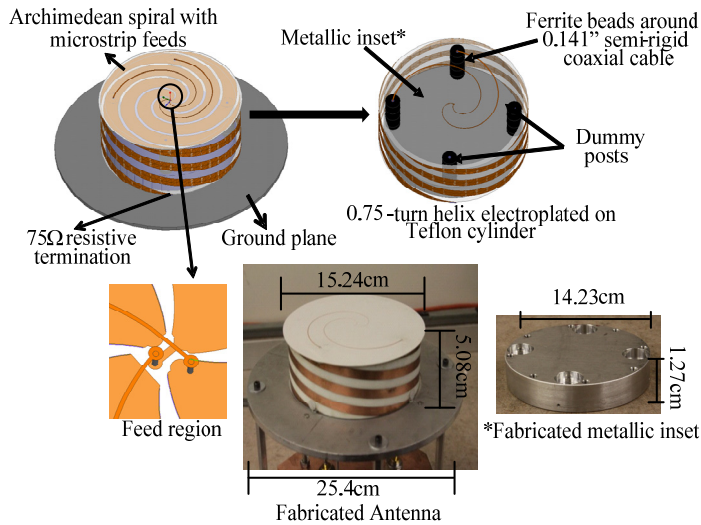 Archimedean spiral with
microstrip feeds
Metallic inset*
Ferrite beads around
0.141” semi-rigid
coaxial cable
Dummy
posts
75Ω resistive
termination
Ground plane
0.75-turn helix electroplated on
Teflon cylinder
15.24cm
5.08cm
14.23cm
1.27cm
Feed region
*Fabricated metallic inset
25.4cm
Fabricated Antenna